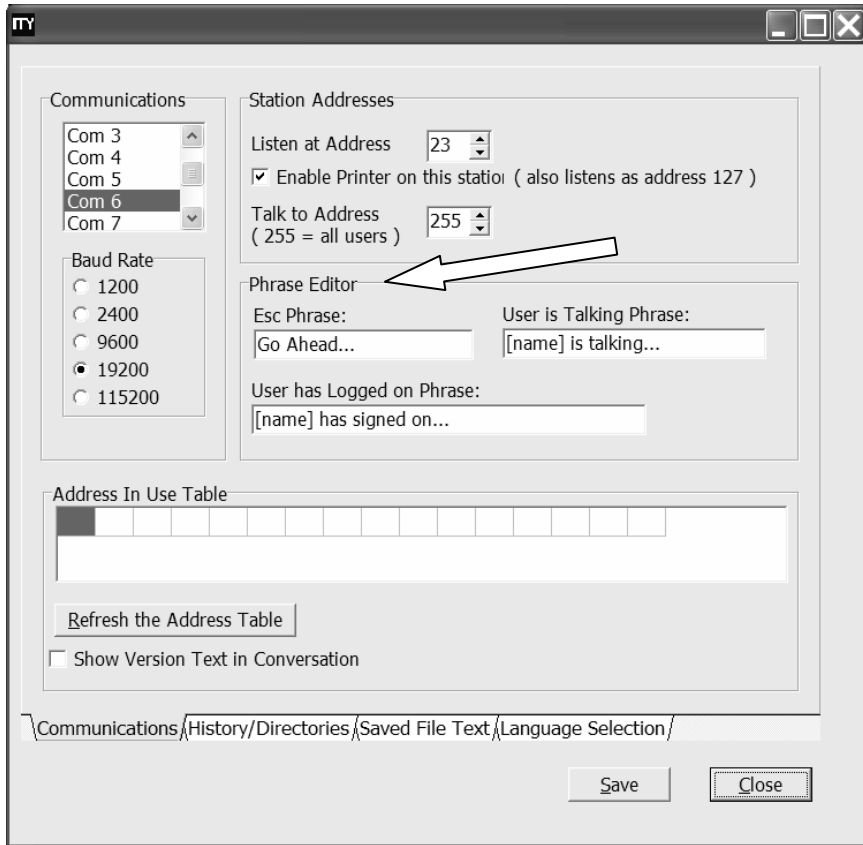 ITY
Communications
Com 3
Com 4
Com 5
Com 6
Com 7
Baud Rate
1200
2400
9600
19200
115200
Station Addresses
Listen at Address 23
Enable Printer on this statio ( also listens as address 127 )
Talk to Address 255
( 255 = all users )
Phrase Editor
Esc Phrase:
Go Ahead...
User is Talking Phrase:
[name] is talking...
User has Logged on Phrase:
[name] has signed on...
Address In Use Table
Refresh the Address Table
Show Version Text in Conversation
Communications
History/Directories
Saved File Text
Language Selection
Save
Close